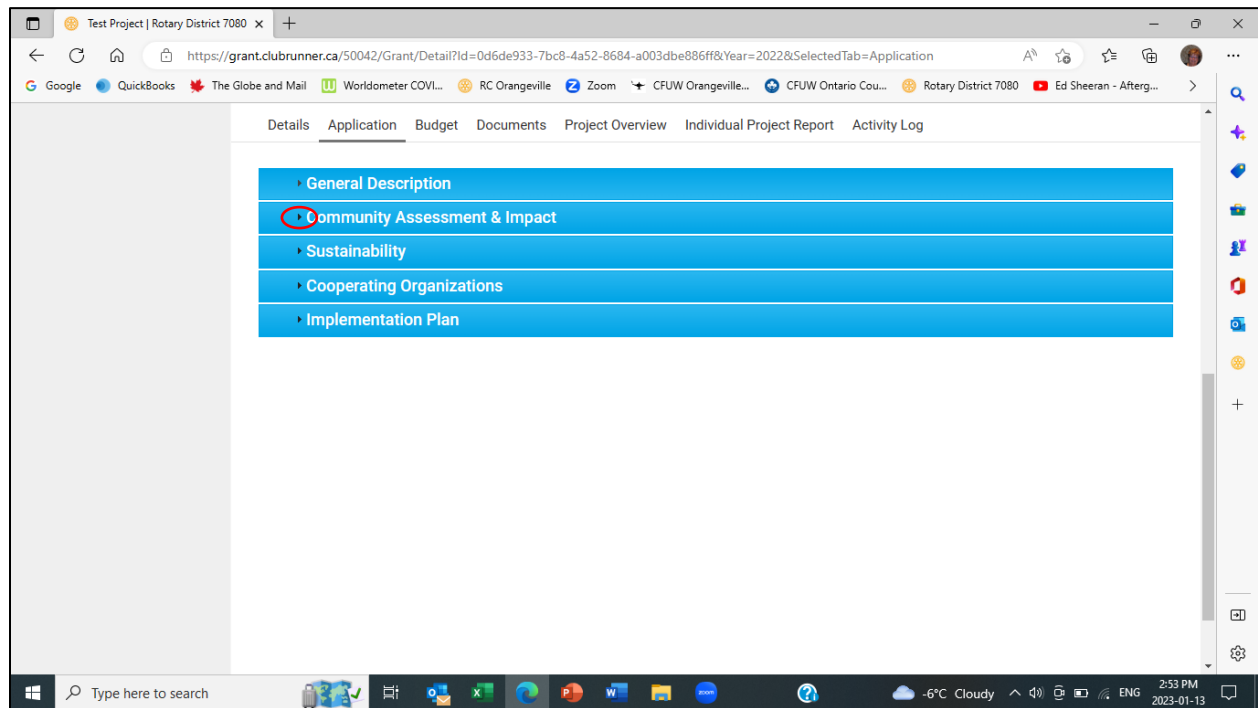 Test Project | Rotary District 7080
https://grant.clubrunner.ca/50042/Grant/Detail?Id=0d6de933-7bc8-4a52-8684-a003dbe886ff&Year=2022&SelectedTab=Application
Google QuickBooks The Globe and Mail Worldometer COVI... RC Orangeville Zoom CFUW Orangeville... CFUW Ontario Cou... Rotary District 7080 Ed Sheeran - Afterg...
Details Application Budget Documents Project Overview Individual Project Report Activity Log
General Description
Community Assessment & Impact
Sustainability
Cooperating Organizations
Implementation Plan
Type here to search
-6°C Cloudy
ENG
2:53 PM
2023-01-13